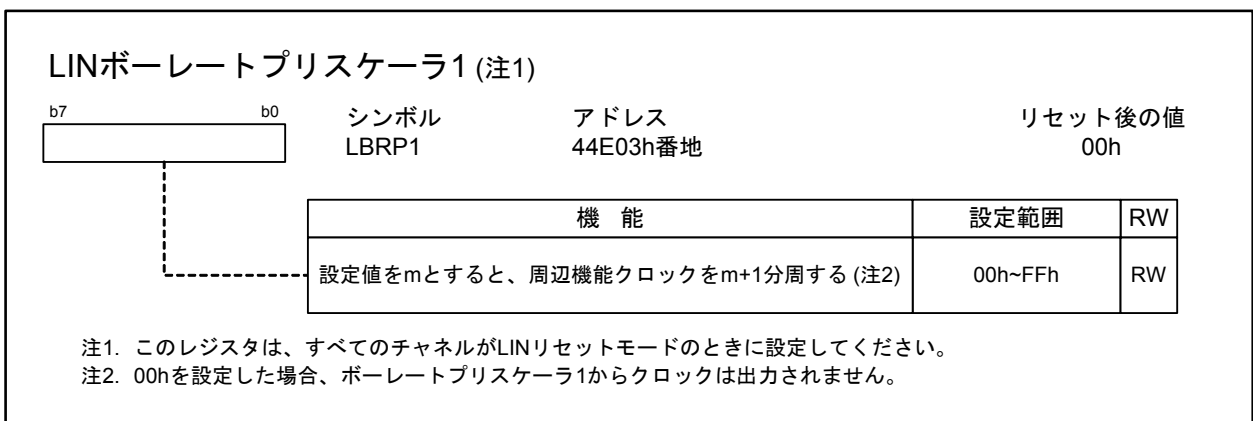 LINボーレートプリスケーラ1 (注1)
b7 b0 シンボル アドレス リセット後の値
LBRP1 44E03h番地 00h
機 能 設定範囲 RW
設定値をmとすると、周辺機能クロックをm+1分周する (注2) 00h~FFh RW
注1. このレジスタは、すべてのチャネルがLINリセットモードのときに設定してください。
注2. 00hを設定した場合、ボーレートプリスケーラ1からクロックは出力されません。